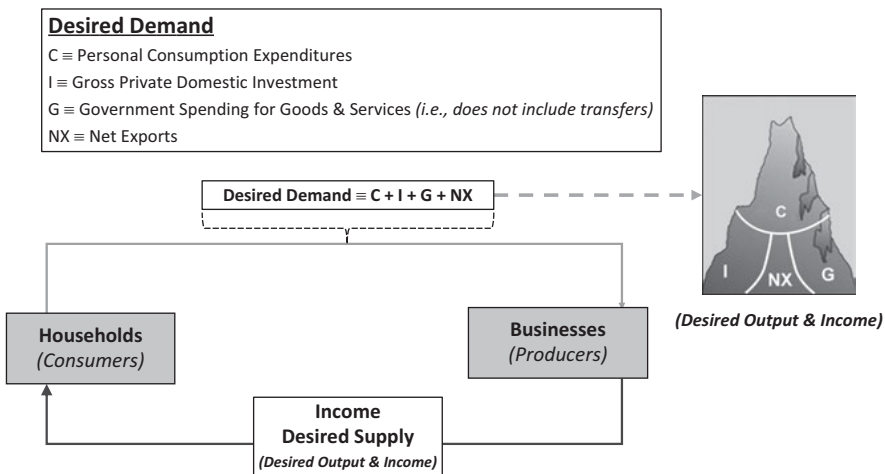 Desired Demand
C ≡ Personal Consumption Expenditures
I ≡ Gross Private Domestic Investment
G ≡ Government Spending for Goods & Services (i.e., does not include transfers)
NX ≡ Net Exports
Desired Demand ≡ C + I + G + NX
C
I
NX
G
(Desired Output & Income)
Households
(Consumers)
Businesses
(Producers)
Income
Desired Supply
(Desired Output & Income)